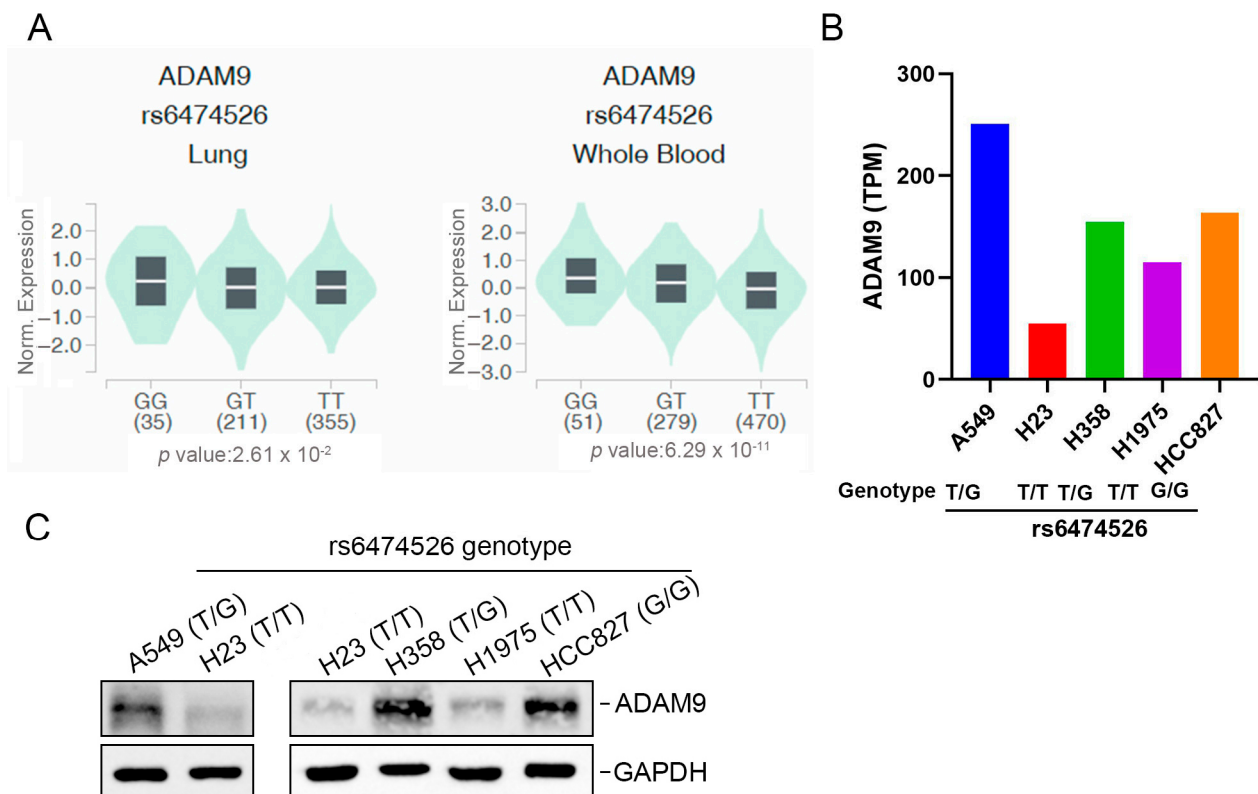 A
ADAM9
rs6474526
Lung
Norm. Expression
2.0
1.0
0.0
−1.0
−2.0
GG
(35)
GT
(211)
TT
(355)
p value:2.61 x 10-2
ADAM9
rs6474526
Whole Blood
Norm. Expression
3.0
2.0
1.0
0.0
−1.0
−2.0
−3.0
GG
(51)
GT
(279)
TT
(470)
p value:6.29 x 10-11
B
ADAM9 (TPM)
300
200
100
0
A549
H23
H358
H1975
HCC827
Genotype T/G T/T T/G T/T G/G
rs6474526
C
rs6474526 genotype
A549 (T/G)
H23 (T/T)
H23 (T/T)
H358 (T/G)
H1975 (T/T)
HCC827 (G/G)
ADAM9
GAPDH